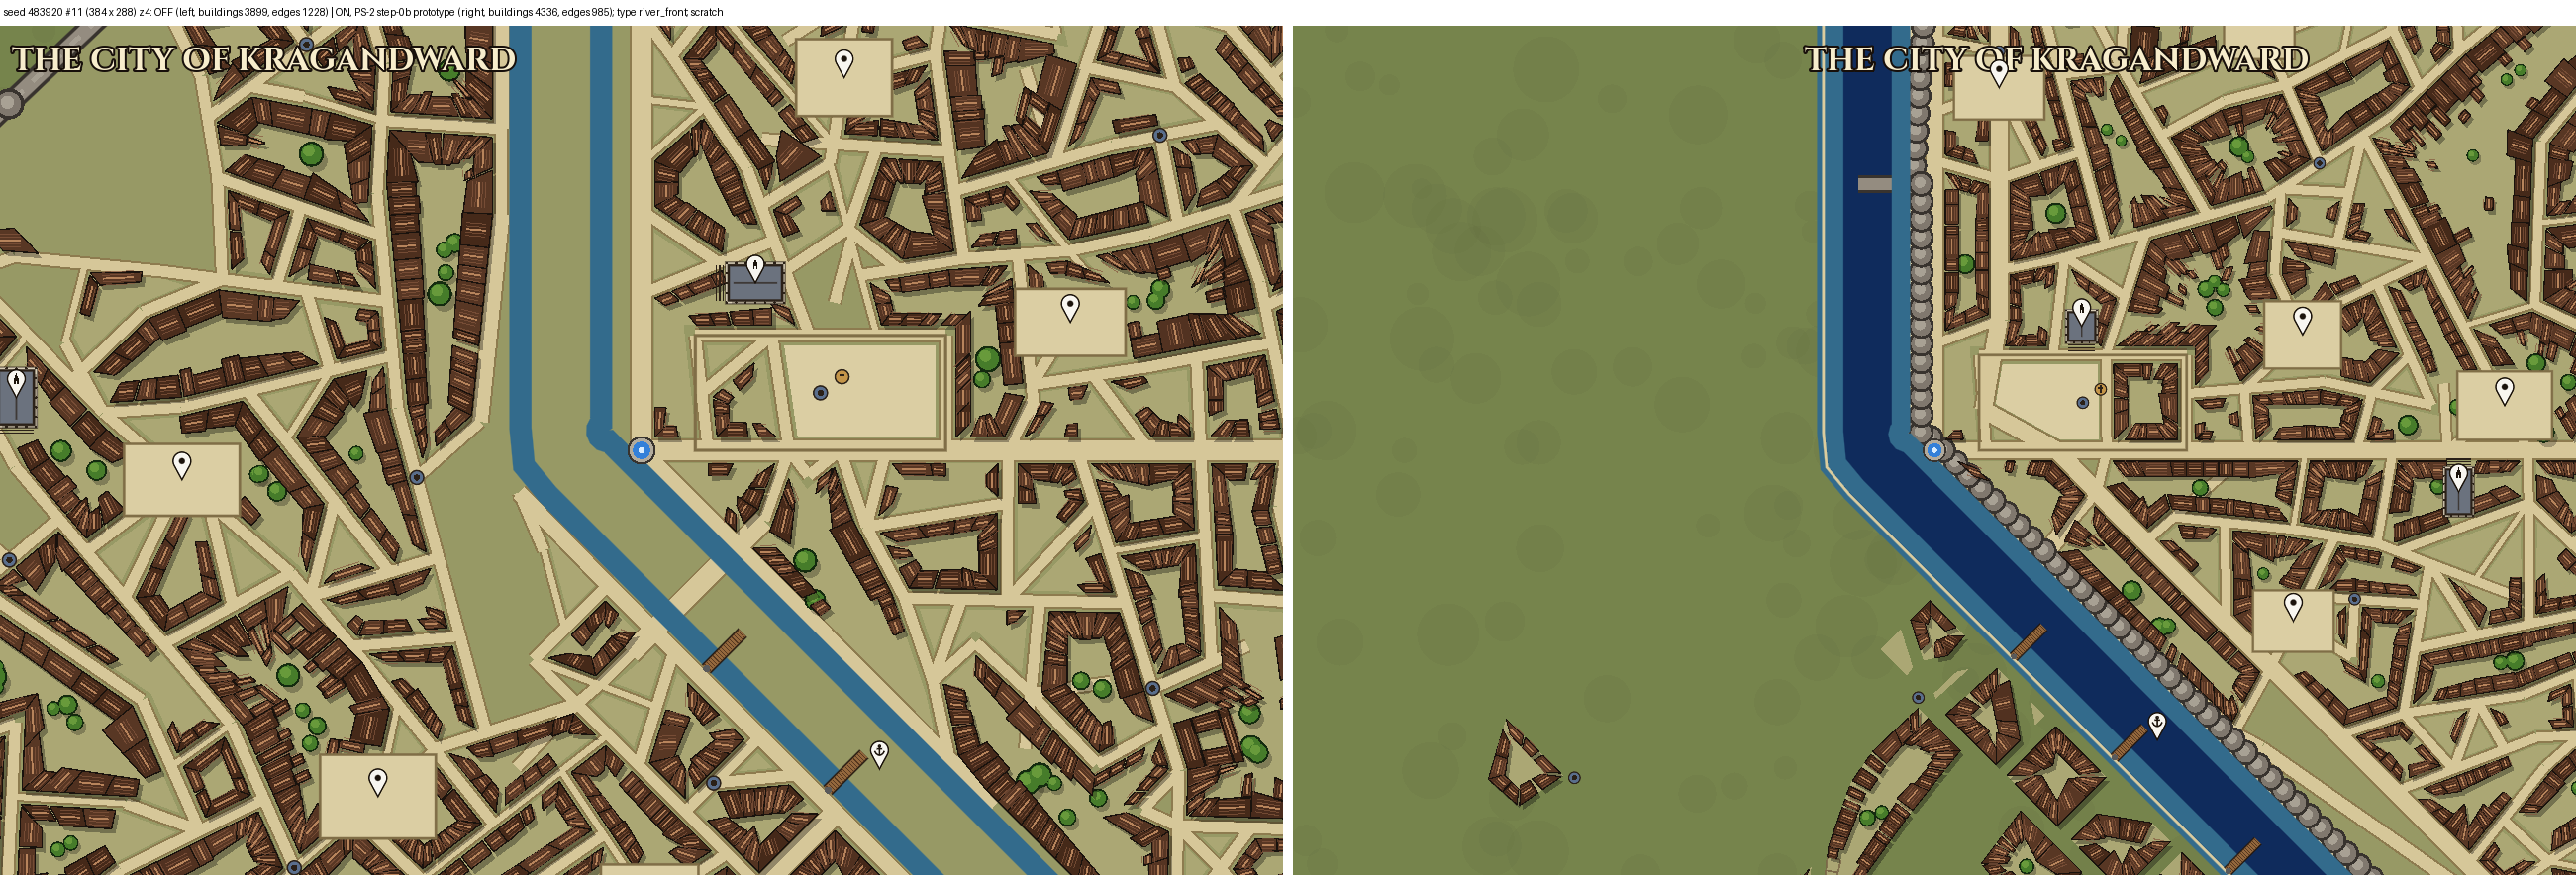 seed 483920 #11 (384 x 288) z4: OFF (left, buildings 3899, edges 1228) | ON, PS-2 step-0b prototype (right, buildings 4336, edges 985); type river_front; scratch
THE CITY OF KRAGANDWARD
THE CITY OF KRAGANDWARD